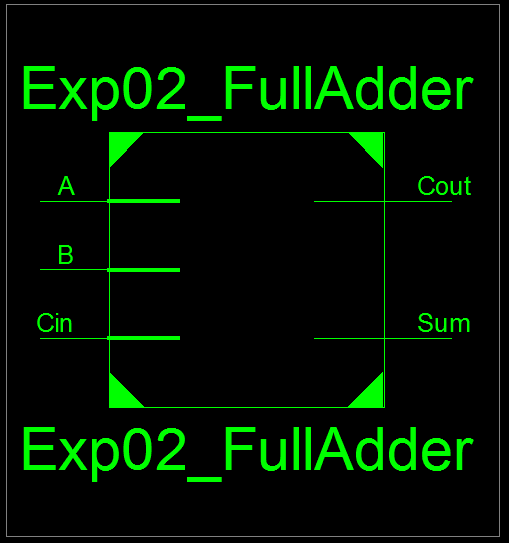 Exp02_FullAdder
A
Cout
B
Cin
Sum
Exp02_FullAdder